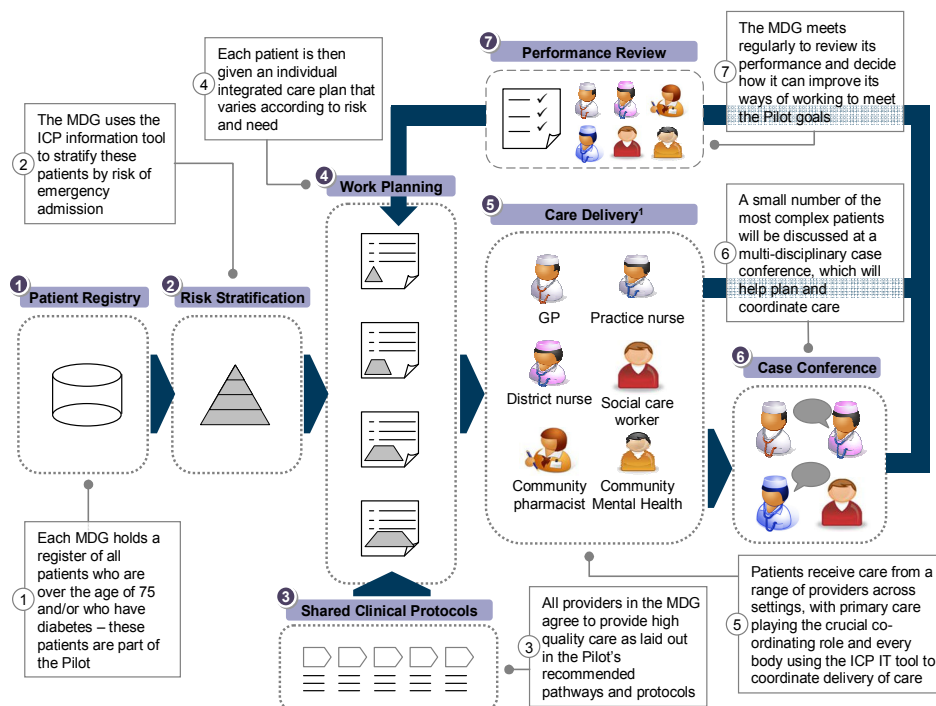 7
Performance Review
The MDG meets
regularly to review its
performance and decide
how it can improve its
ways of working to meet
the Pilot goals
7
Each patient is then
given an individual
integrated care plan that
varies according to risk
and need
4
The MDG uses the
ICP information tool
to stratify these
patients by risk of
emergency
admission
2
4
Work Planning
5
Care Delivery1
A small number of the
most complex patients
will be discussed at a
multi-disciplinary case
conference, which will
help plan and
coordinate care
6
1
Patient Registry
2
Risk Stratification
GP
Practice nurse
District nurse
Social care
worker
Community
pharmacist
Community
Mental Health
6
Case Conference
Each MDG holds a
register of all
patients who are
over the age of 75
and/or who have
diabetes – these
patients are part of
the Pilot
1
3
Shared Clinical Protocols
All providers in the MDG
agree to provide high
quality care as laid out
in the Pilot's
recommended
pathways and protocols
3
Patients receive care from a
range of providers across
settings, with primary care
playing the crucial co-
ordinating role and every
body using the ICP IT tool to
coordinate delivery of care
5